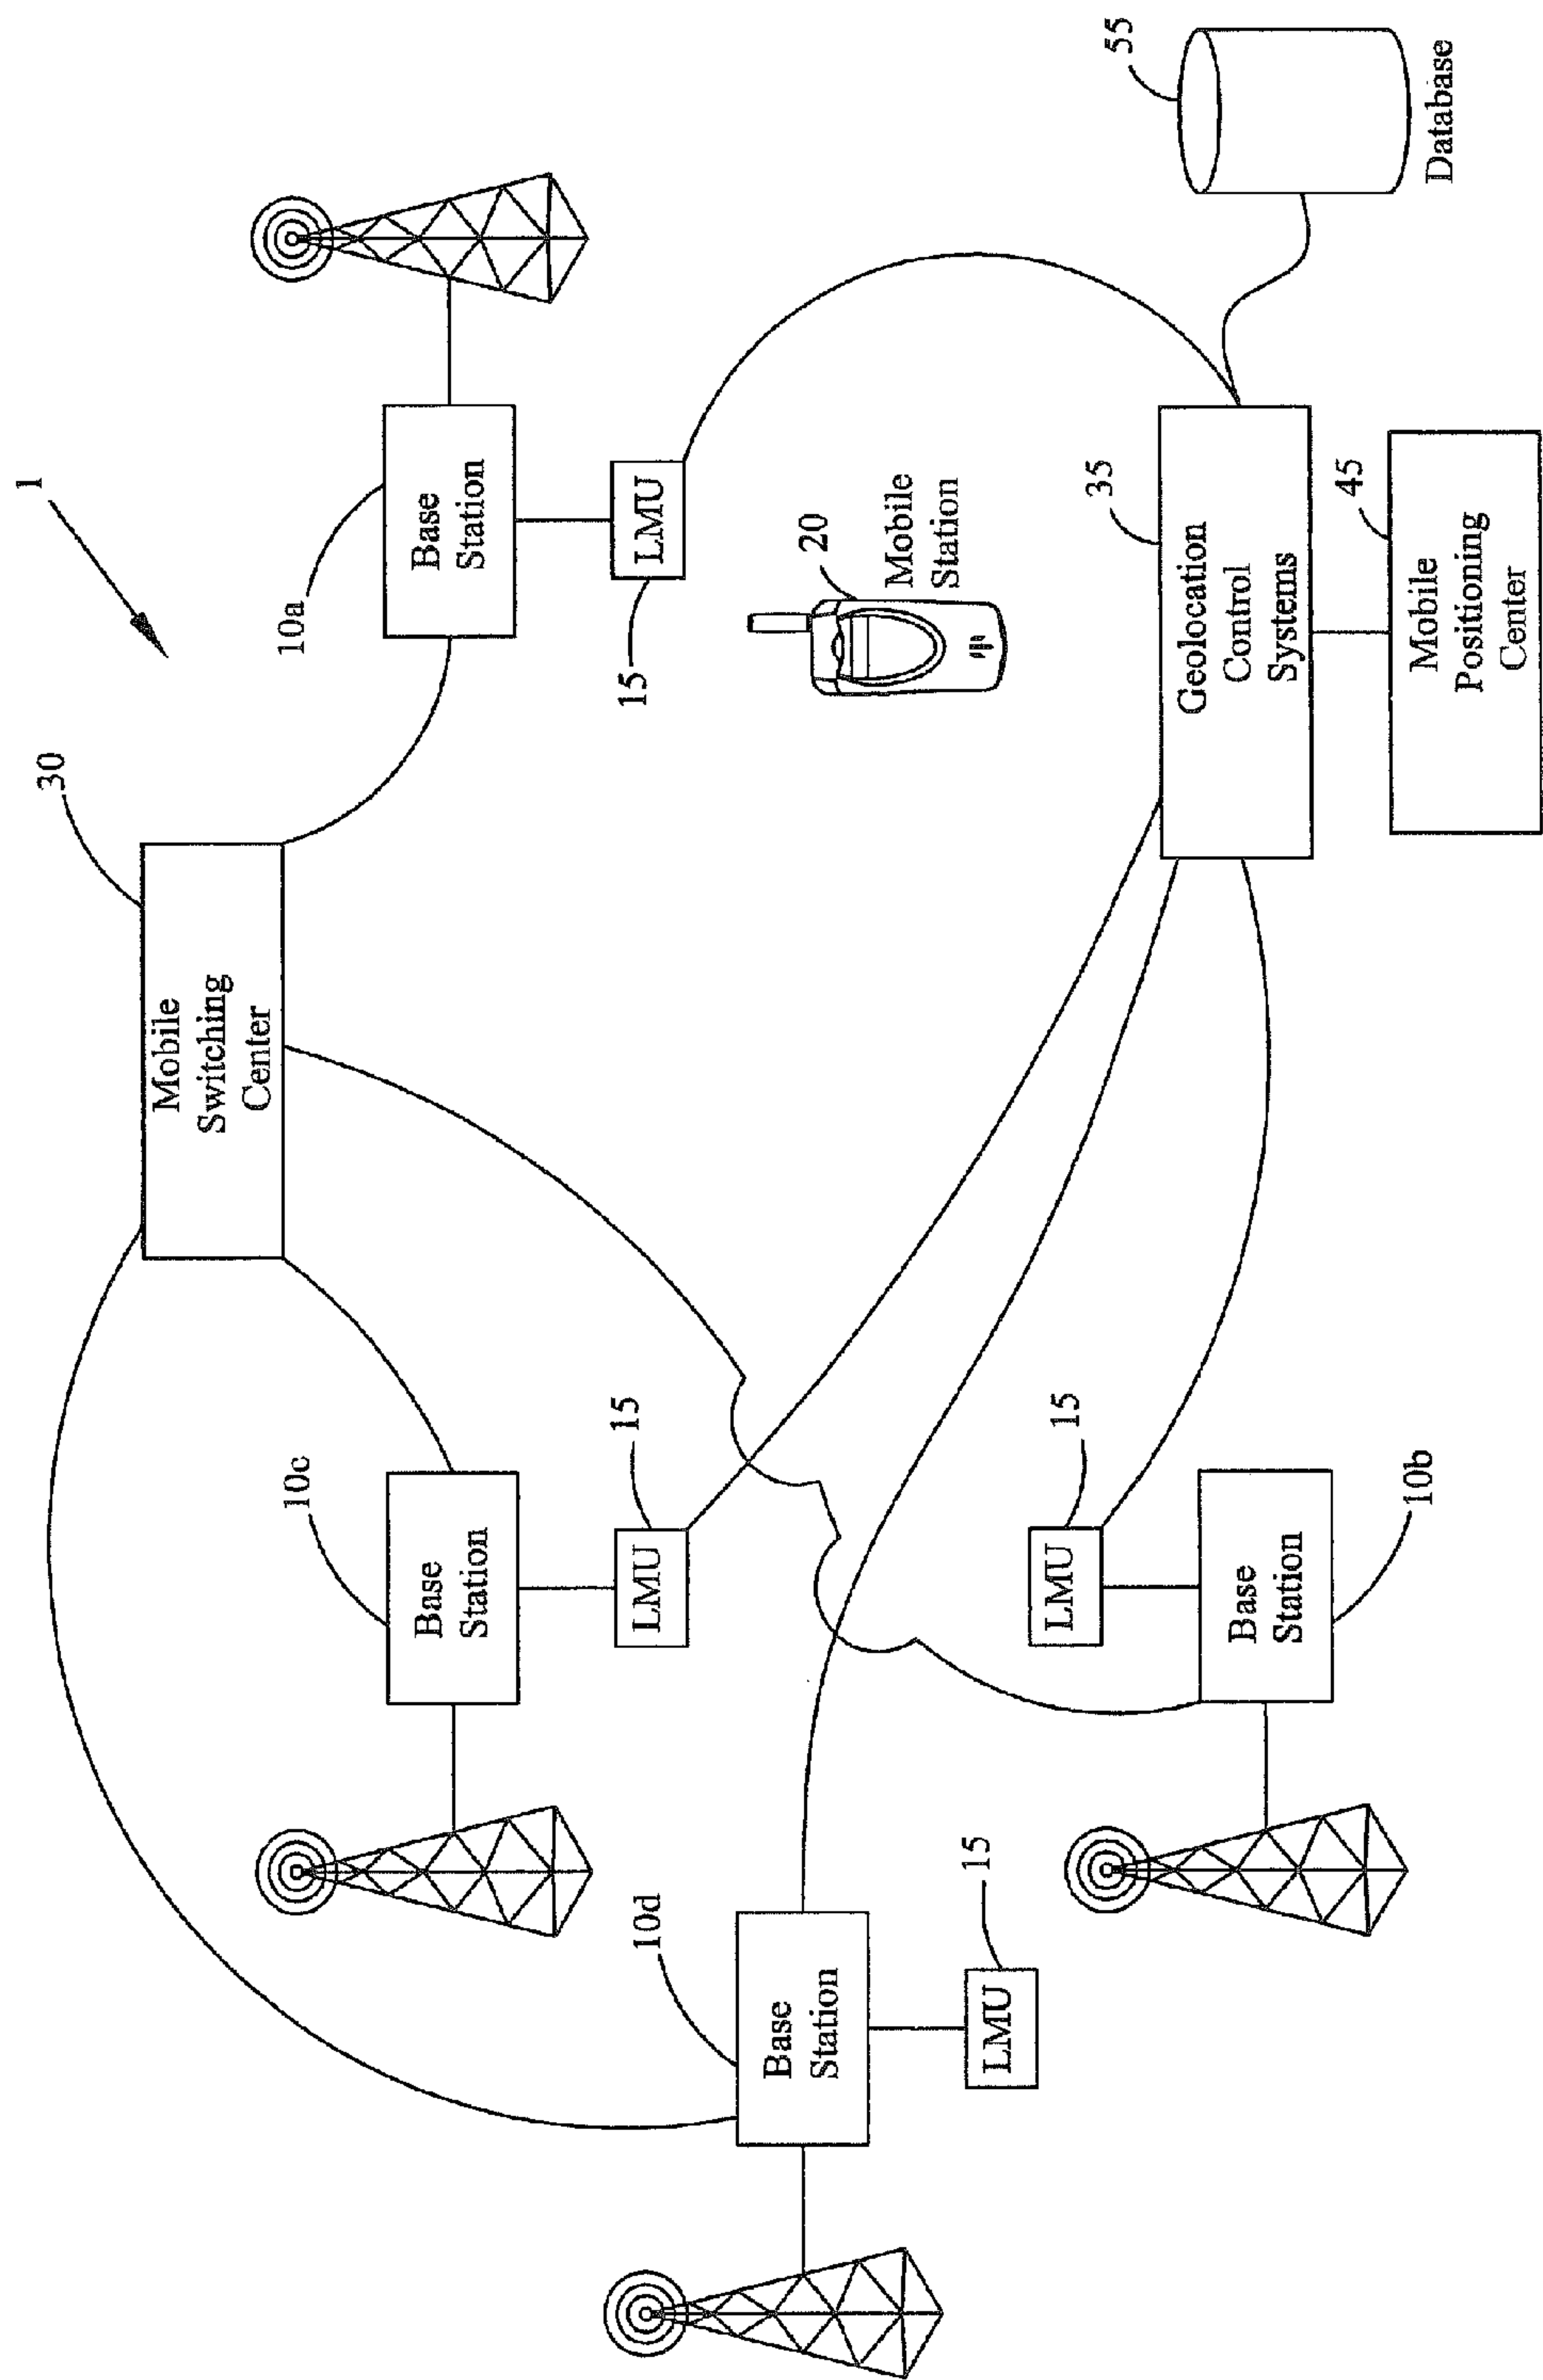 1
30
Mobile
Switching
Center
10c
Base
Station
10a
Base
Station
15
LMU
15
LMU
10d
Base
Station
20
Mobile
Station
15
LMU
15
LMU
35
Geolocation
Control
Systems
55
Database
10b
Base
Station
45
Mobile
Positioning
Center